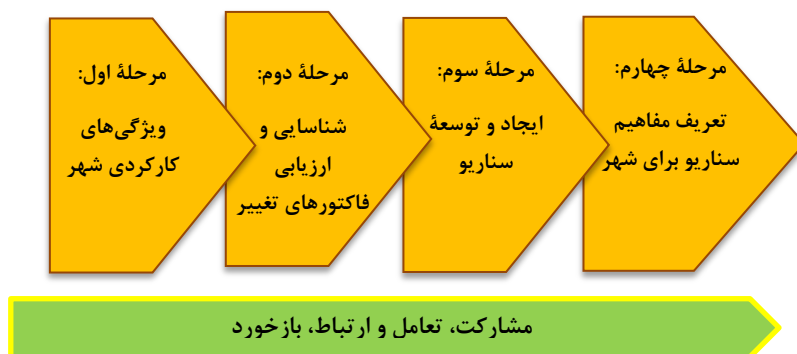 مرحلهٔ اول:
ویژگی‌های
کارکردی شهر
مرحلهٔ دوم:
شناسایی و
ارزیابی
فاکتورهای تغییر
مرحلهٔ سوم:
ایجاد و توسعهٔ
سناریو
مرحلهٔ چهارم:
تعریف مفاهیم
سناریو برای شهر
مشارکت، تعامل و ارتباط، بازخورد